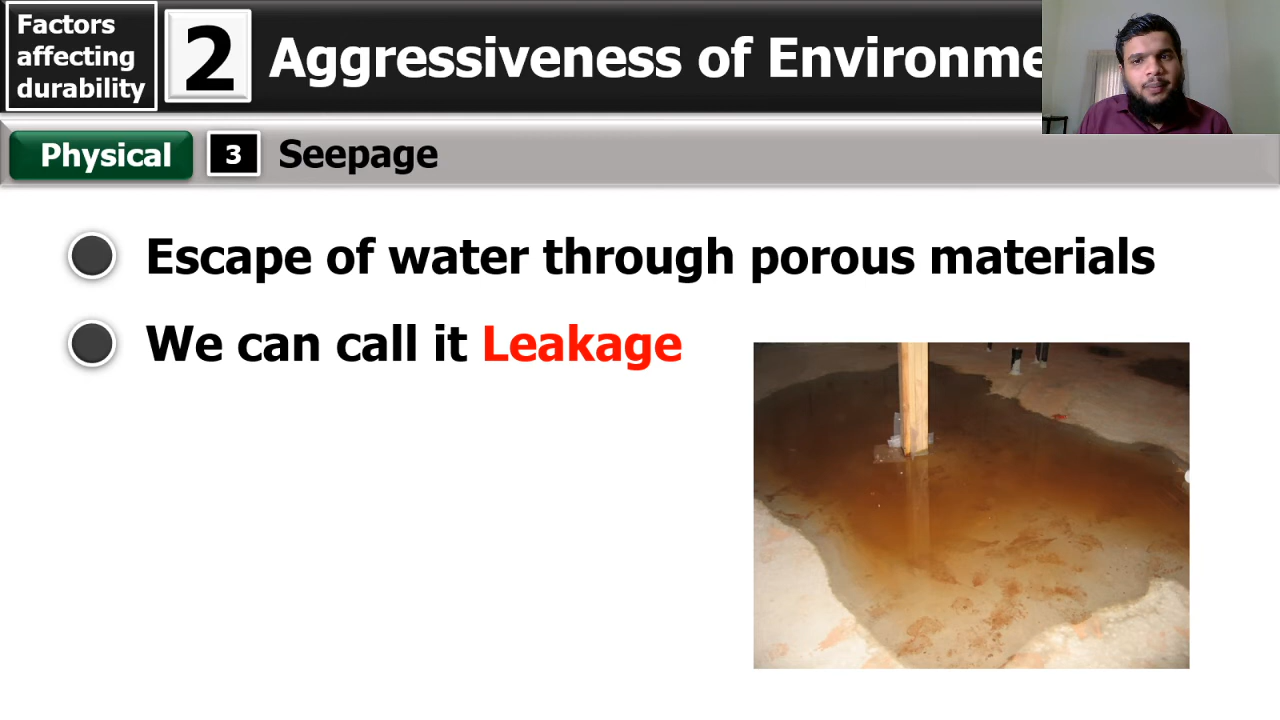 Factors
affecting
durability
2
Aggressiveness of Environme
Physical
3
Seepage
Escape of water through porous materials
We can call it Leakage